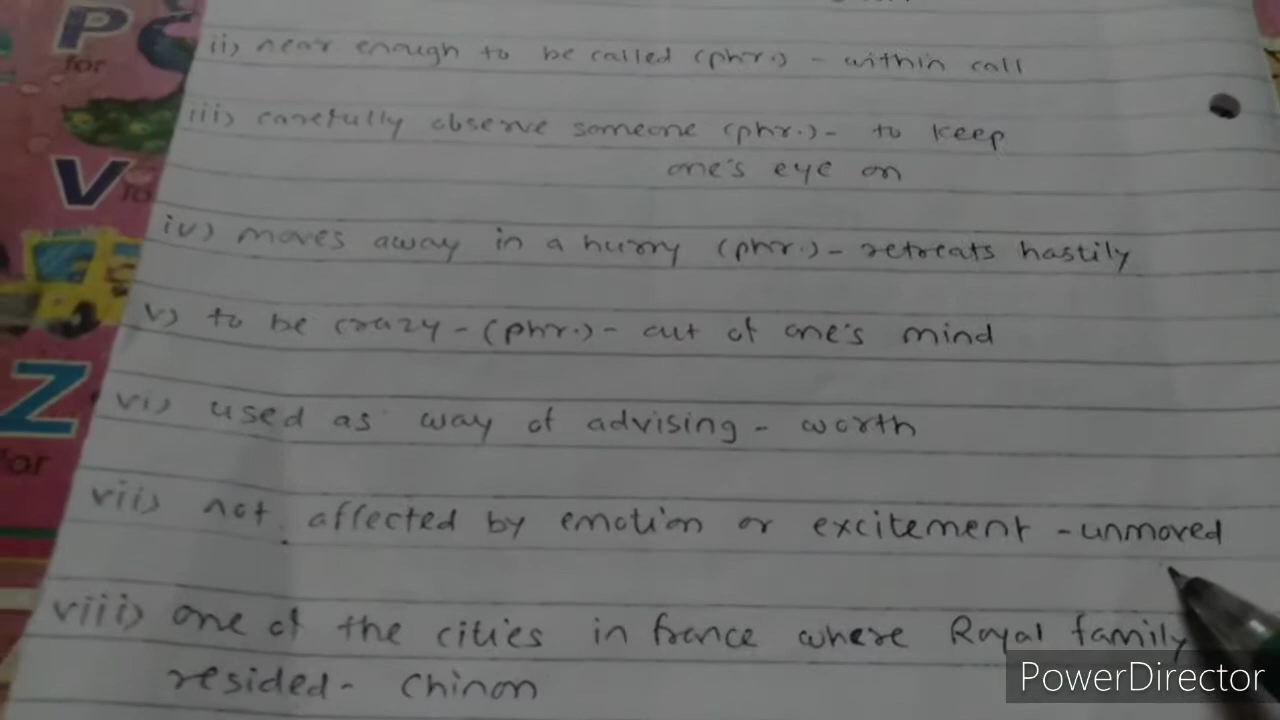 P
for
ii) near enough to be called (phr.) - within call
iii) carefully observe someone (phr.) - to keep
one's eye on
V
iv) moves away in a hurry (phr.) - retreats hastily
v) to be crazy - (phr.) - out of one's mind
Z
for
vi) used as way of advising - worth
vii) not affected by emotion or excitement - unmoved
viii) one of the cities in france where Royal family
resided - Chinon
PowerDirector